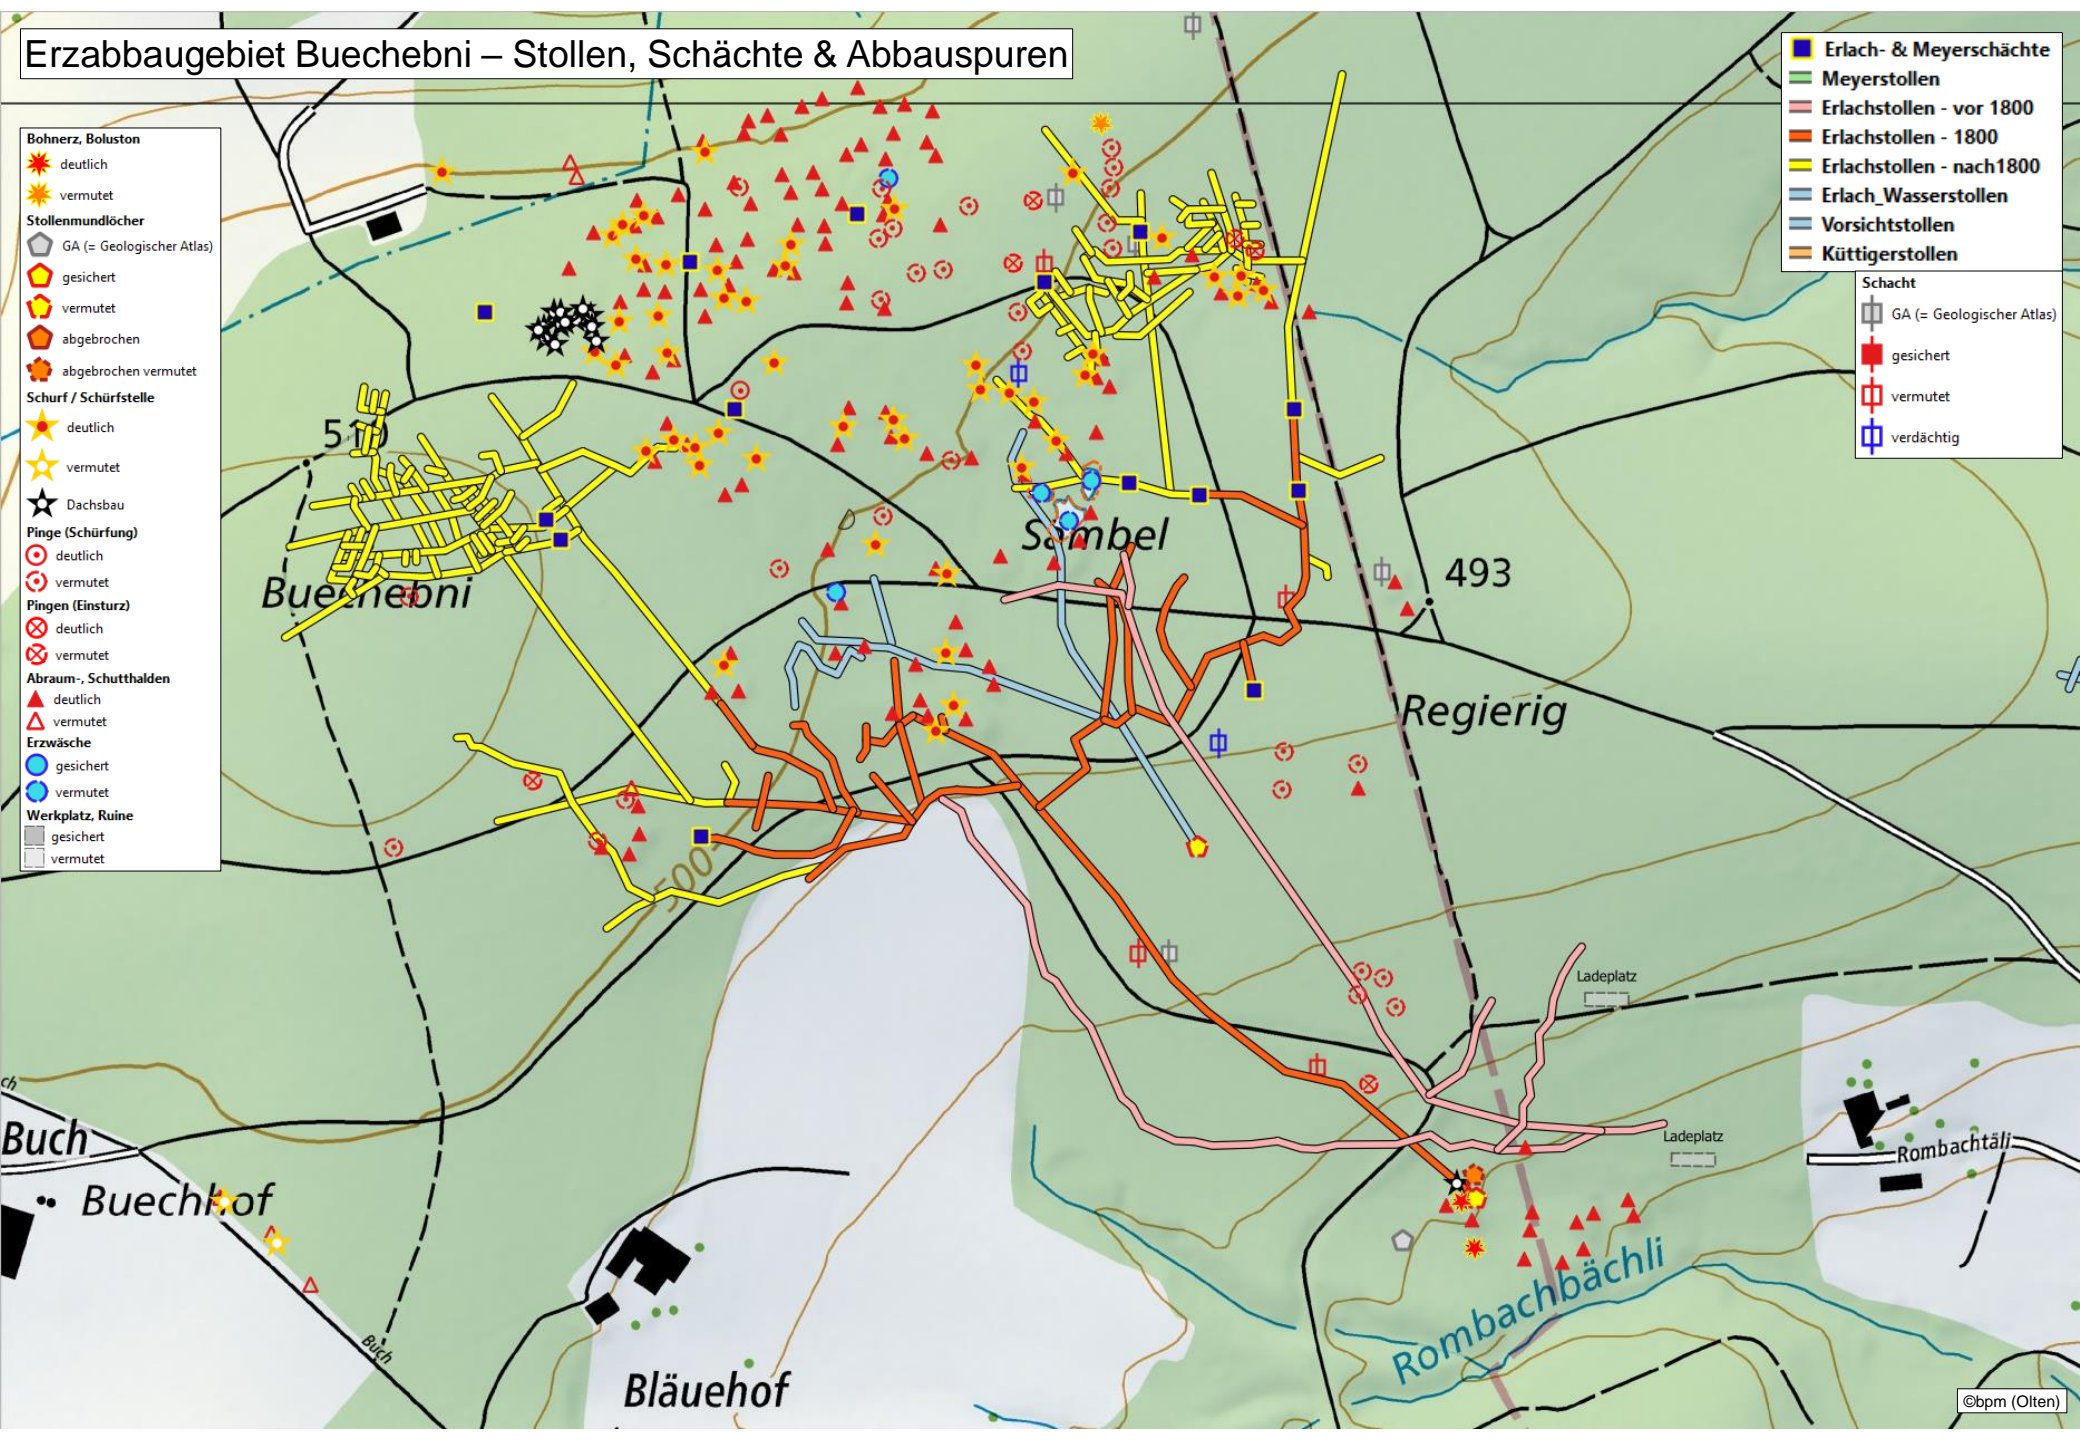 Erzabbaugebiet Buechebni – Stollen, Schächte & Abbauspuren
Erlach- & Meyerschächte
Meyerstollen
Erlachstollen - vor 1800
Erlachstollen - 1800
Erlachstollen - nach1800
Erlach_Wasserstollen
Vorsichtstollen
Küttigerstollen
Schacht
GA (= Geologischer Atlas)
gesichert
vermutet
verdächtig
Bohnerz, Boluston
deutlich
vermutet
Stollenmundlöcher
GA (= Geologischer Atlas)
gesichert
vermutet
abgebrochen
abgebrochen vermutet
Schurf / Schürfstelle
deutlich
vermutet
Dachsbau
Pinge (Schürfung)
deutlich
vermutet
Pingen (Einsturz)
deutlich
vermutet
Abraum-, Schutthalden
deutlich
vermutet
Erzwäsche
gesichert
vermutet
Werkplatz, Ruine
gesichert
vermutet
510
Buechebni
Sambel
493
Regierig
500
Ladeplatz
Ladeplatz
ch
Buch
Buechhof
Buch
Bläuehof
Rombachtäli
Rombachbächli
©bpm (Olten)